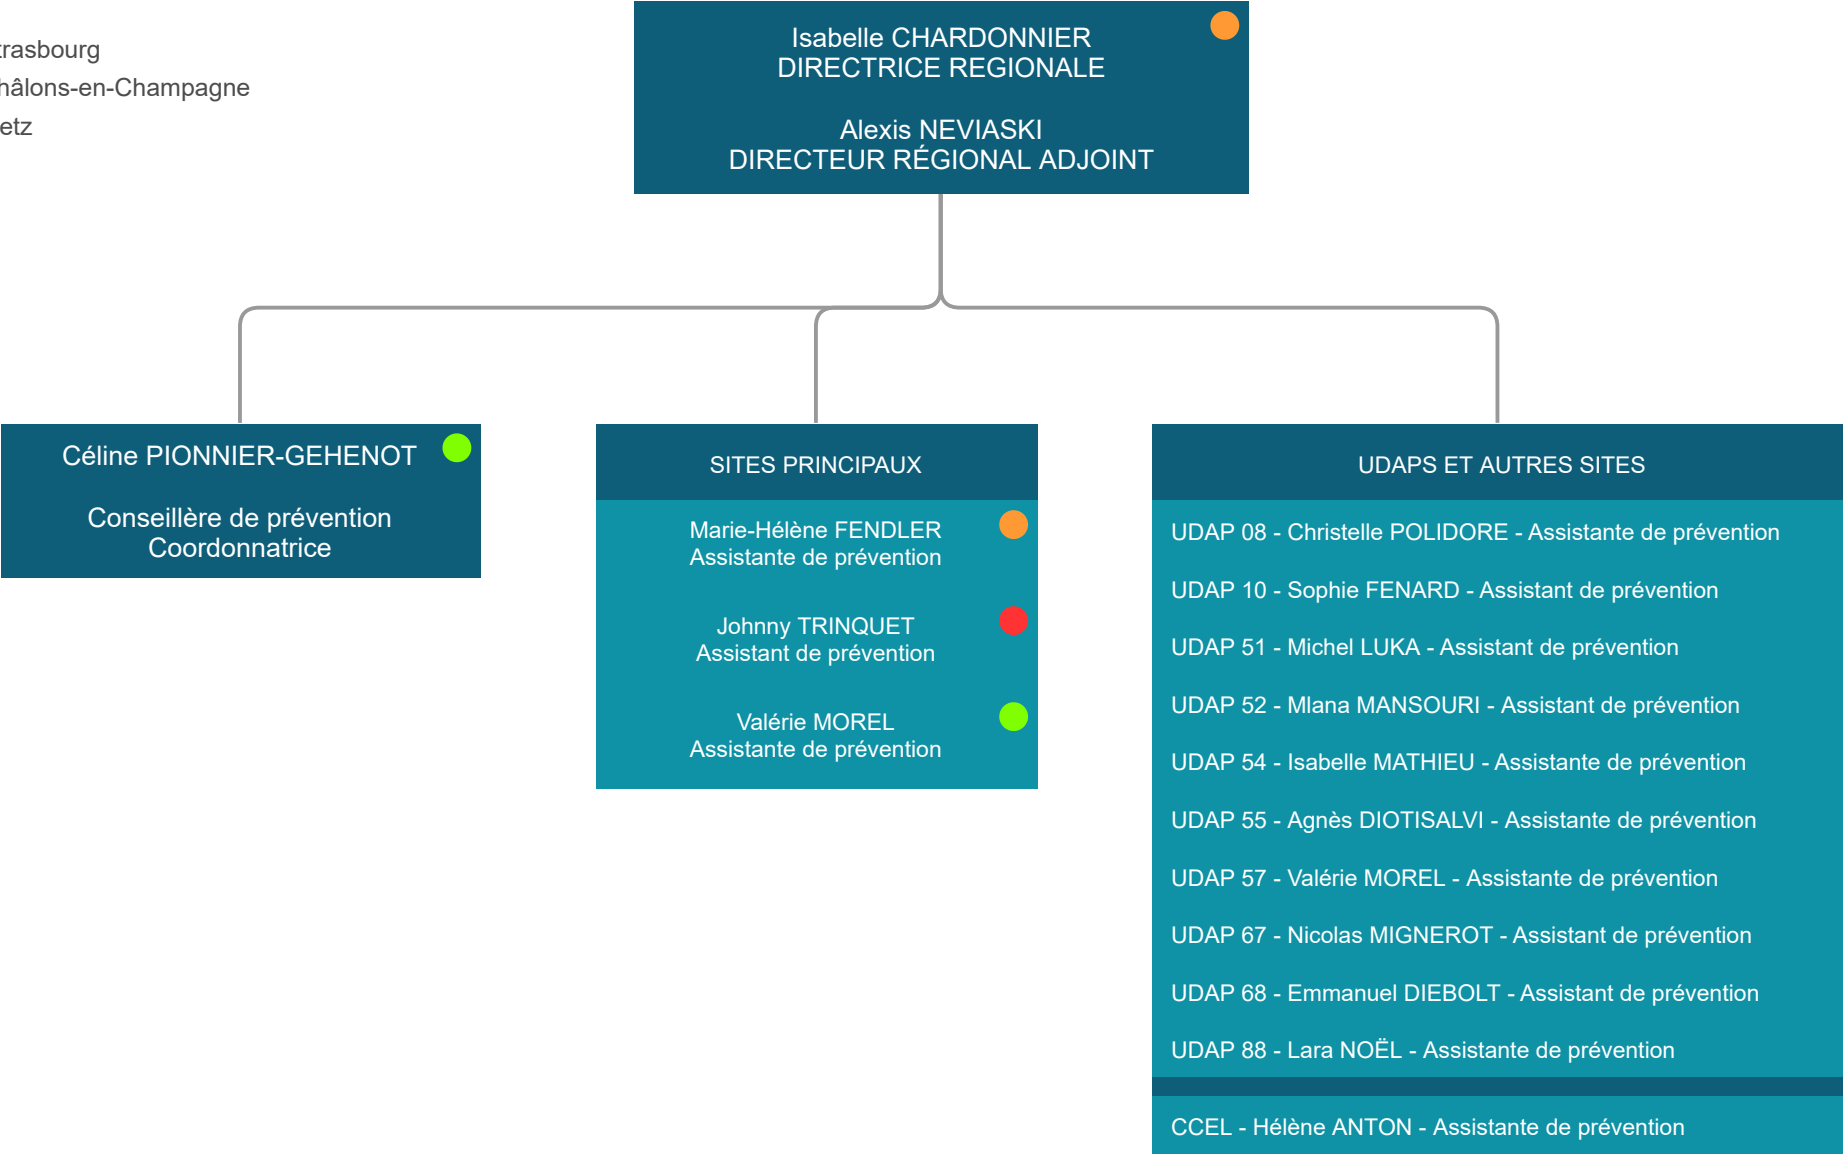 trasbourg
hâlons-en-Champagne
etz
Isabelle CHARDONNIER
DIRECTRICE REGIONALE
Alexis NEVIASKI
DIRECTEUR RÉGIONAL ADJOINT
Céline PIONNIER-GEHENOT
Conseillère de prévention
Coordonnatrice
SITES PRINCIPAUX
Marie-Hélène FENDLER
Assistante de prévention
Johnny TRINQUET
Assistant de prévention
Valérie MOREL
Assistante de prévention
UDAPS ET AUTRES SITES
UDAP 08 - Christelle POLIDORE - Assistante de prévention
UDAP 10 - Sophie FENARD - Assistant de prévention
UDAP 51 - Michel LUKA - Assistant de prévention
UDAP 52 - Mlana MANSOURI - Assistant de prévention
UDAP 54 - Isabelle MATHIEU - Assistante de prévention
UDAP 55 - Agnès DIOTISALVI - Assistante de prévention
UDAP 57 - Valérie MOREL - Assistante de prévention
UDAP 67 - Nicolas MIGNEROT - Assistant de prévention
UDAP 68 - Emmanuel DIEBOLT - Assistant de prévention
UDAP 88 - Lara NOËL - Assistante de prévention
CCEL - Hélène ANTON - Assistante de prévention